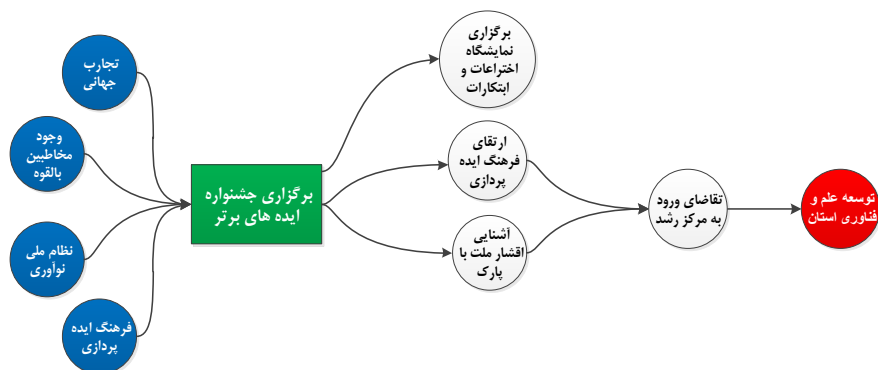 تجارب
جهانی
وجود
مخاطبین
بالقوه
نظام ملی
نوآوری
فرهنگ ایده
پردازی
برگزاری جشنواره
ایده های برتر
برگزاری
نمایشگاه
اختراعات و
ابتکارات
ارتقای
فرهنگ ایده
پردازی
آشنایی
اقشار ملت با
پارک
تقاضای ورود
به مرکز رشد
توسعه علم و
فناوری استان